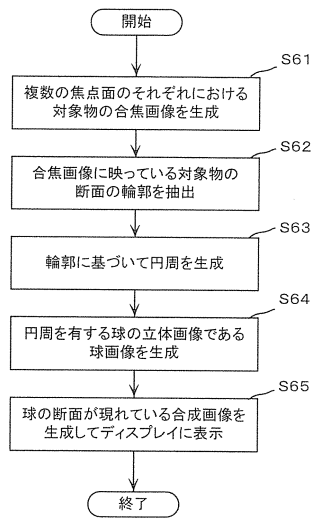 開始
S61
複数の焦点面のそれぞれにおける
対象物の合焦画像を生成
S62
合焦画像に映っている対象物の
断面の輪郭を抽出
S63
輪郭に基づいて円周を生成
S64
円周を有する球の立体画像である
球画像を生成
S65
球の断面が現れている合成画像を
生成してディスプレイに表示
終了